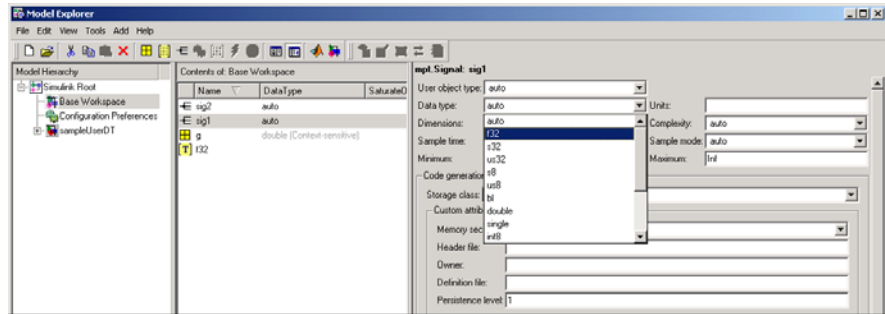 Model Explorer
File Edit View Tools Add Help
Model Hierarchy
Simulink Root
Base Workspace
Configuration Preferences
sampleUserDT
Contents of: Base Workspace
Name DataType SaturateO
sig2 auto
sig1 auto
g double (Context-sensitive)
f32
mpt.Signal: sig1
User object type: auto
Data type: auto Units:
Dimensions: auto Complexity: auto
f32
Sample time: s32 Sample mode: auto
us32
Minimum: s8 Maximum: Inf
Code generation us8
Storage class: bl
Custom attrib double
single
Memory sec int8
Header file:
Owner:
Definition file:
Persistence level: 1